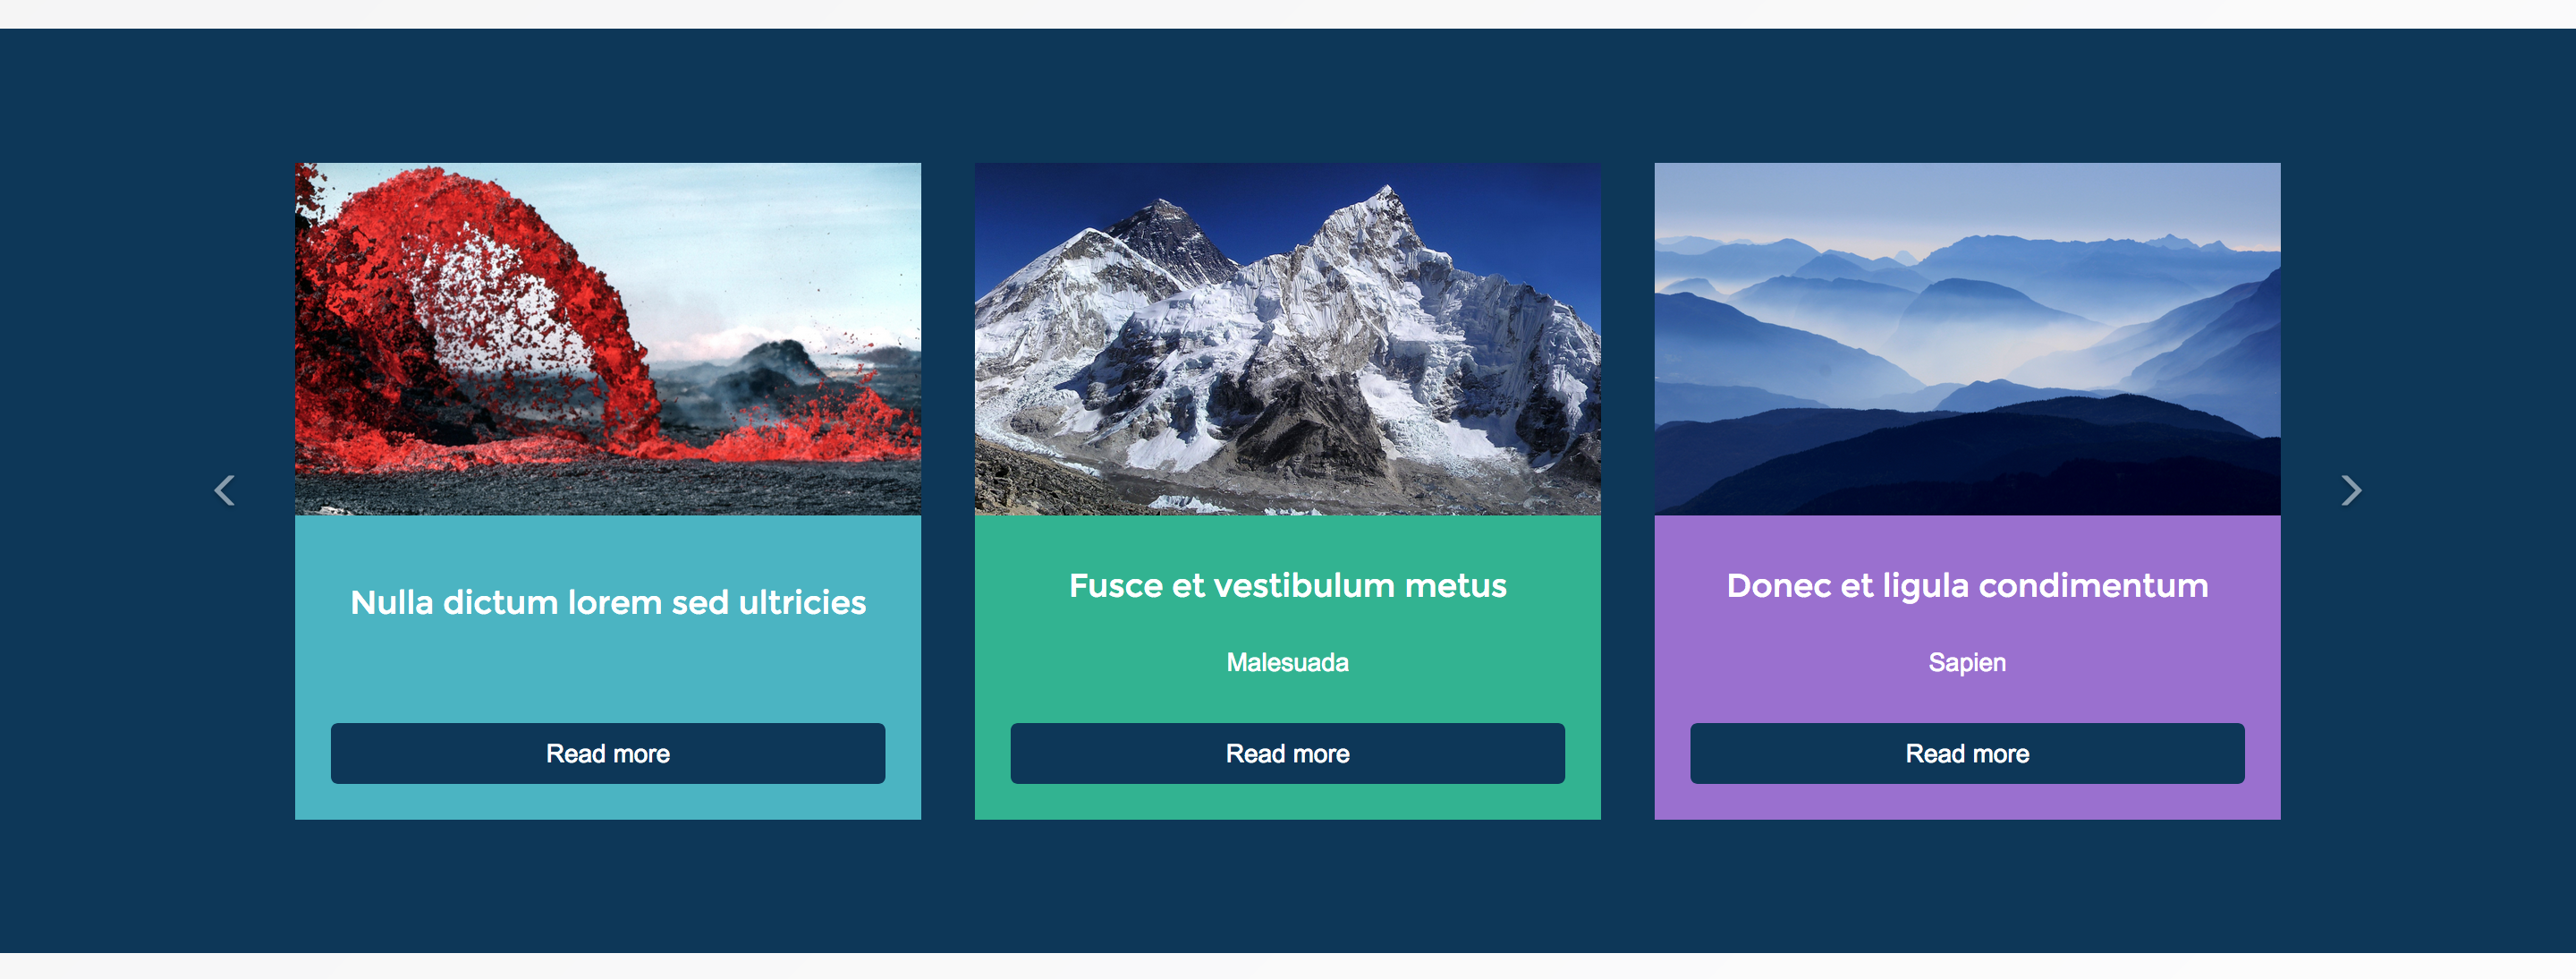 Nulla dictum lorem sed ultricies
Read more
Fusce et vestibulum metus
Malesuada
Read more
Donec et ligula condimentum
Sapien
Read more